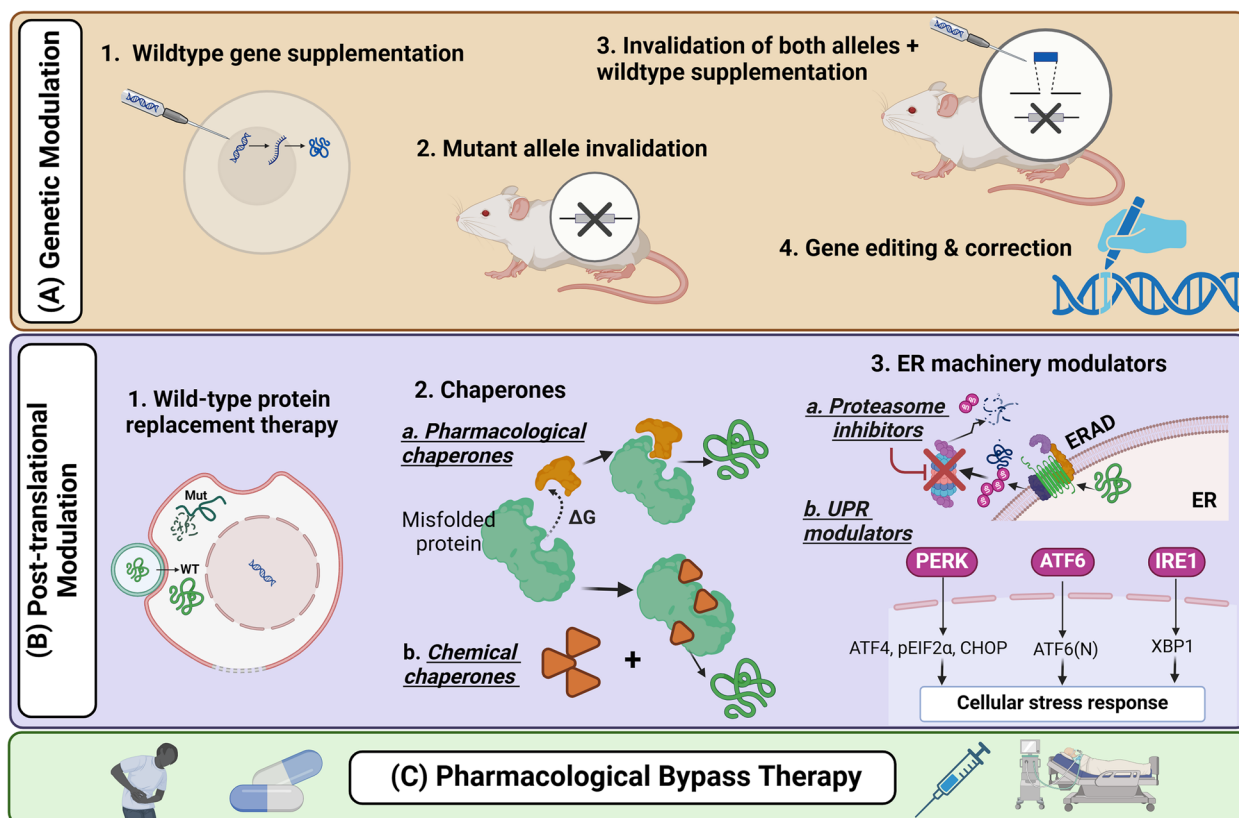 (A) Genetic Modulation
1. Wildtype gene supplementation
2. Mutant allele invalidation
3. Invalidation of both alleles +
wildtype supplementation
4. Gene editing & correction
(B) Post-translational
Modulation
1. Wild-type protein
replacement therapy
Mut
WT
2. Chaperones
a. Pharmacological
chaperones
Misfolded
protein
ΔG
b. Chemical
chaperones
+
3. ER machinery modulators
a. Proteasome
inhibitors
ERAD
ER
b. UPR
modulators
PERK
ATF6
IRE1
ATF4, pEIF2α, CHOP
ATF6(N)
XBP1
Cellular stress response
(C) Pharmacological Bypass Therapy